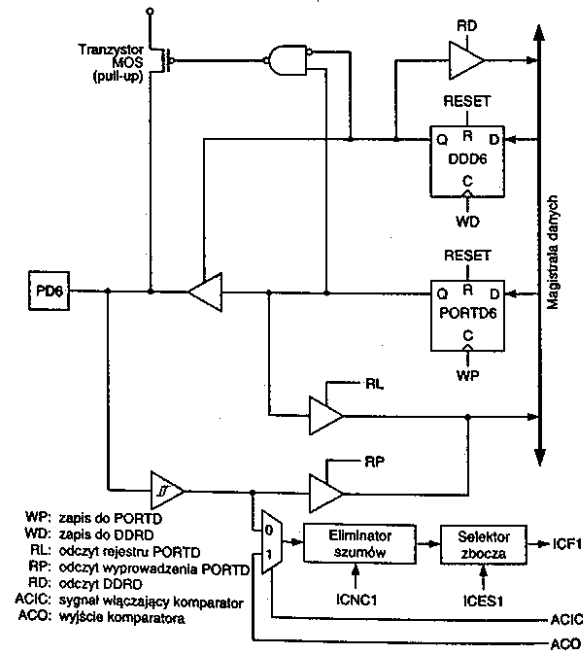 Tranzystor
MOS
(pull-up)
RD
RESET
Q R D
DDD6
C
WD
Magistrala danych
PD6
RESET
Q R D
PORTD6
C
WP
RL
RP
WP: zapis do PORTD
WD: zapis do DDRD
RL: odczyt rejestru PORTD
RP: odczyt wyprowadzenia PORTD
RD: odczyt DDRD
ACIC: sygnał włączający komparator
ACO: wyjście komparatora
0
1
Eliminator
szumów
Selektor
zbocza
ICF1
ICNC1
ICES1
ACIC
ACO